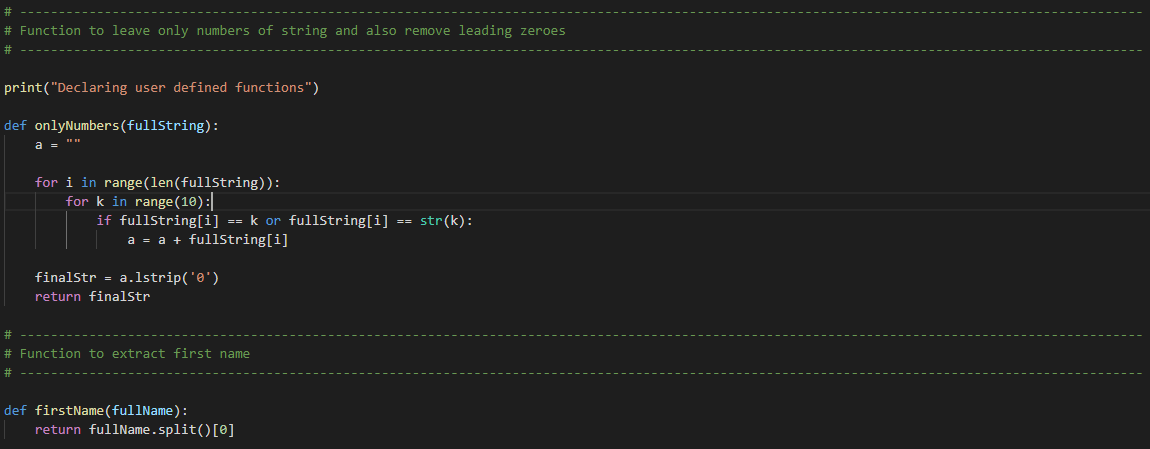 # -------------------------------------------------------------------------------------------------------------------------------------------------
# Function to leave only numbers of string and also remove leading zeroes
# -------------------------------------------------------------------------------------------------------------------------------------------------
print("Declaring user defined functions")
def onlyNumbers(fullString):
    a = ""
    for i in range(len(fullString)):
        for k in range(10):
            if fullString[i] == k or fullString[i] == str(k):
                a = a + fullString[i]
    finalStr = a.lstrip('0')
    return finalStr
# -------------------------------------------------------------------------------------------------------------------------------------------------
# Function to extract first name
# -------------------------------------------------------------------------------------------------------------------------------------------------
def firstName(fullName):
    return fullName.split()[0]